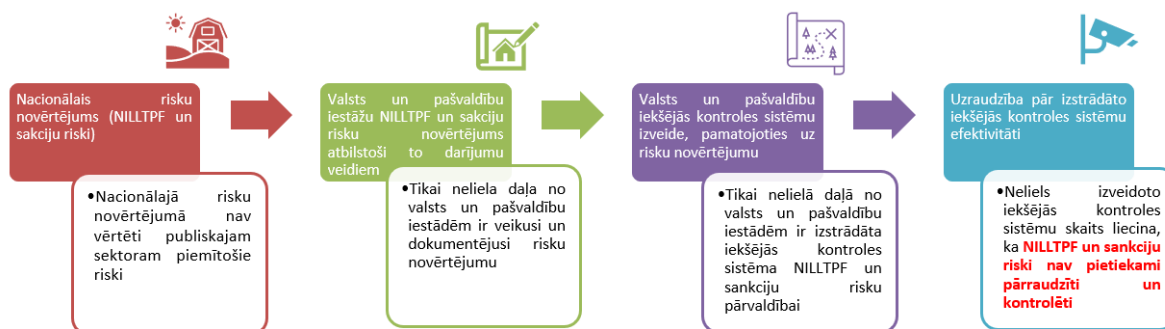 Nacionālais risku
novērtējums (NILLTPF un
sakciju riski)
•Nacionālajā risku
novērtējumā nav
vērtēti publiskajam
sektoram piemītošie
riski
Valsts un pašvaldību
iestāžu NILLTPF un sakciju
risku novērtējums
atbilstoši to darījumu
veidiem
•Tikai neliela daļa no
valsts un pašvaldību
iestādēm ir veikusi un
dokumentējusi risku
novērtējumu
Valsts un pašvaldību
iekšējās kontroles sistēmu
izveide, pamatojoties uz
risku novērtējumu
•Tikai nelielā daļā no
valsts un pašvaldību
iestādēm ir izstrādāta
iekšējās kontroles
sistēma NILLTPF un
sankciju risku
pārvaldībai
Uzraudzība pār izstrādāto
iekšējās kontroles sistēmu
efektivitāti
•Neliels izveidoto
iekšējās kontroles
sistēmu skaits liecina,
ka NILLTPF un sankciju
riski nav pietiekami
pārraudzīti un
kontrolēti